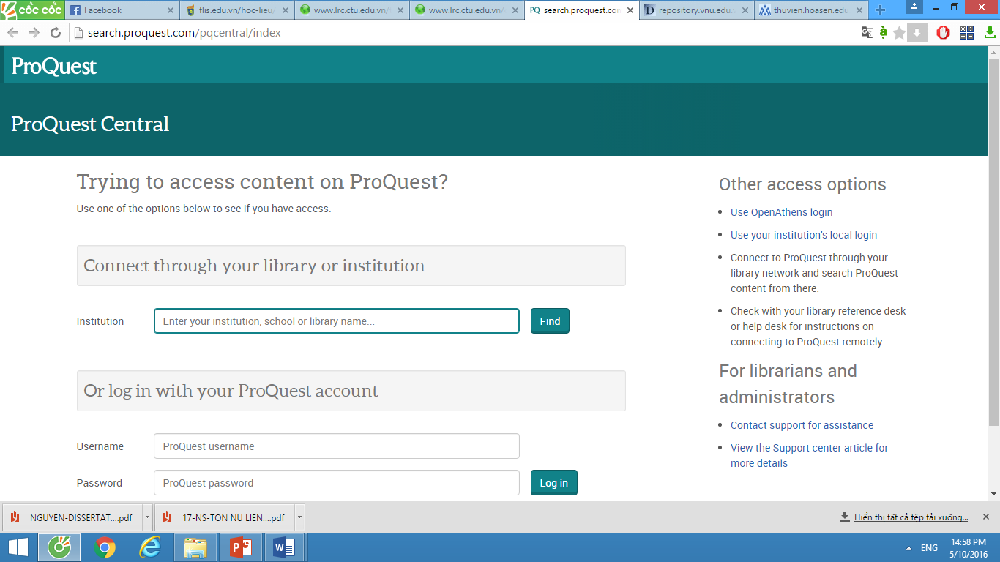 CỐC CỐC
Facebook
flis.edu.vn/hoc-lieu/
www.lrc.ctu.edu.vn/
www.lrc.ctu.edu.vn/
PQ search.proquest.com
repository.vnu.edu.v
thuvien.hoasen.edu
search.proquest.com/pqcentral/index
ProQuest
ProQuest Central
Trying to access content on ProQuest?
Use one of the options below to see if you have access.
Connect through your library or institution
Institution
Enter your institution, school or library name...
Find
Or log in with your ProQuest account
Username
ProQuest username
Password
ProQuest password
Log in
Other access options
Use OpenAthens login
Use your institution's local login
Connect to ProQuest through your
library network and search ProQuest
content from there.
Check with your library reference desk
or help desk for instructions on
connecting to ProQuest remotely.
For librarians and
administrators
Contact support for assistance
View the Support center article for
more details
NGUYEN-DISSERTAT....pdf
17-NS-TON NU LIEN....pdf
Hiển thị tất cả tệp tải xuống...
ENG
14:58 PM
5/10/2016